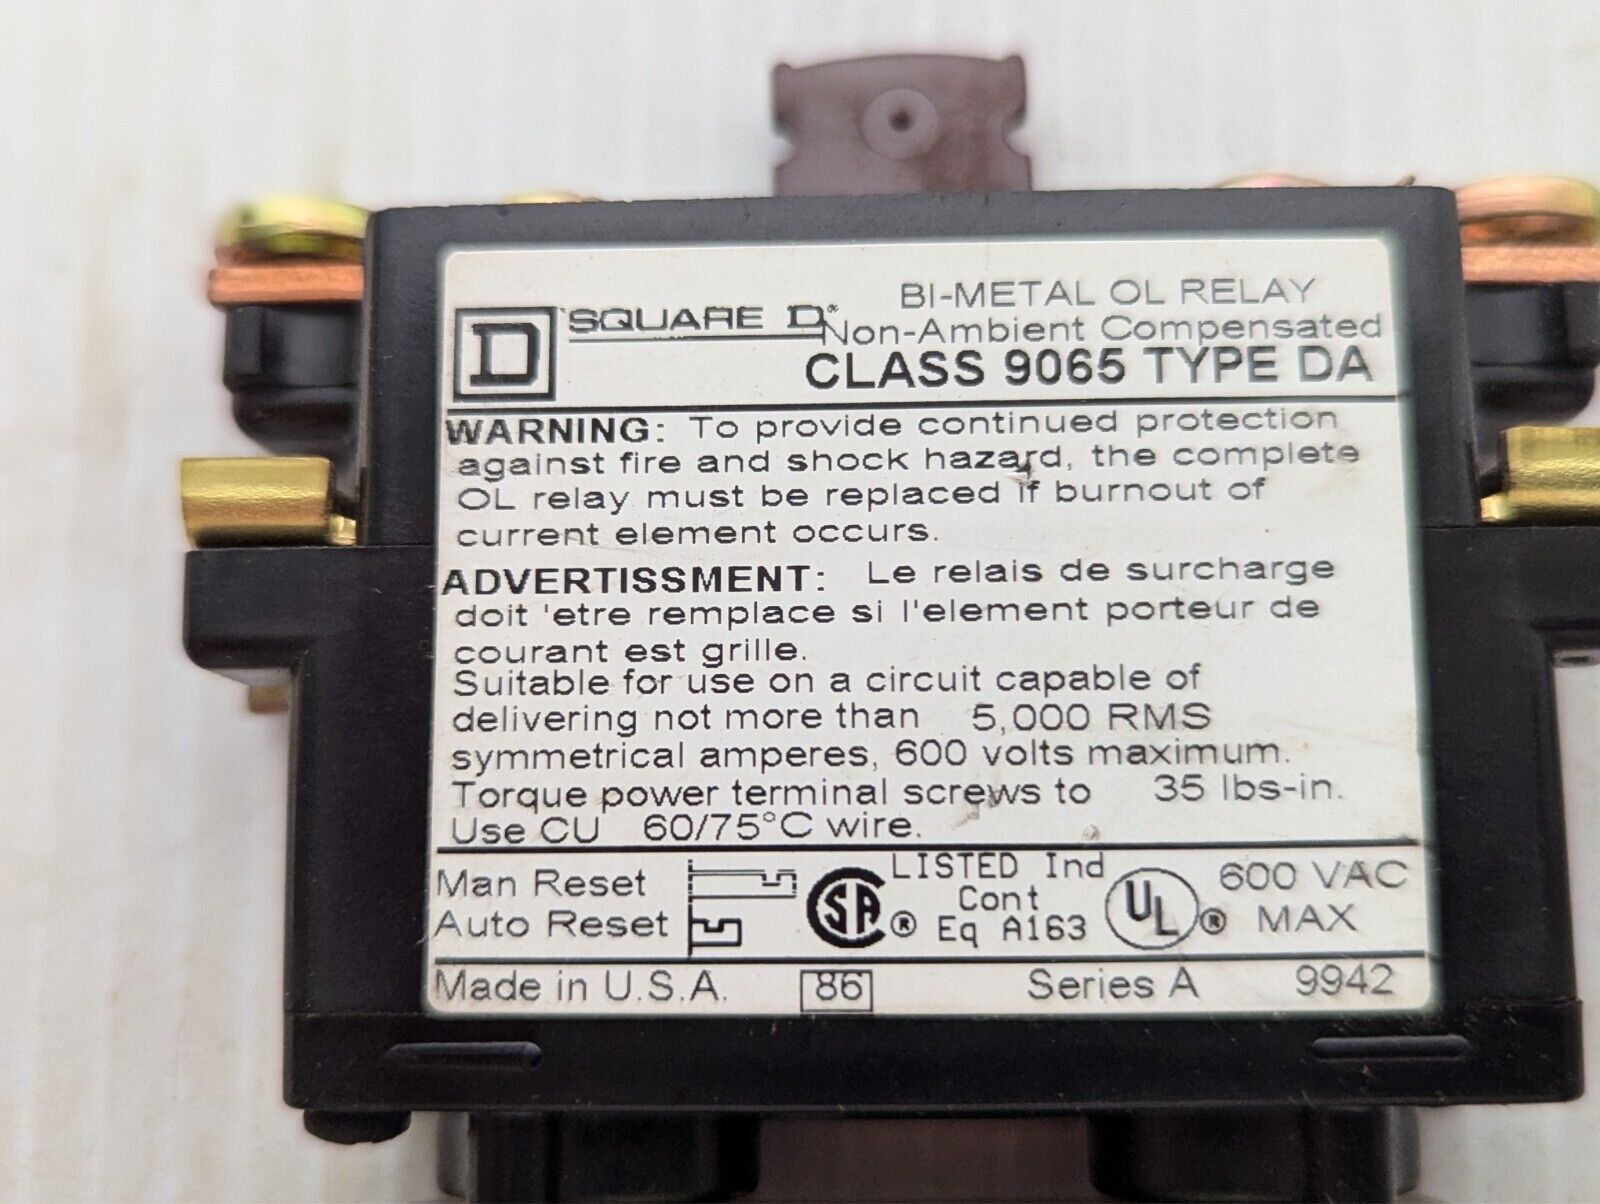 BI-METAL OL RELAY
D SQUARE D® Non-Ambient Compensated
CLASS 9065 TYPE DA
WARNING: To provide continued protection
against fire and shock hazard, the complete
OL relay must be replaced if burnout of
current element occurs.
ADVERTISSMENT: Le relais de surcharge
doit 'etre remplace si l'element porteur de
courant est grille.
Suitable for use on a circuit capable of
delivering not more than 5,000 RMS
symmetrical amperes, 600 volts maximum.
Torque power terminal screws to 35 lbs-in.
Use CU 60/75°C wire.
Man Reset
Auto Reset
SA ®
LISTED Ind
Cont
Eq A163
UL ®
600 VAC
MAX
Made in U.S.A. 86 Series A 9942